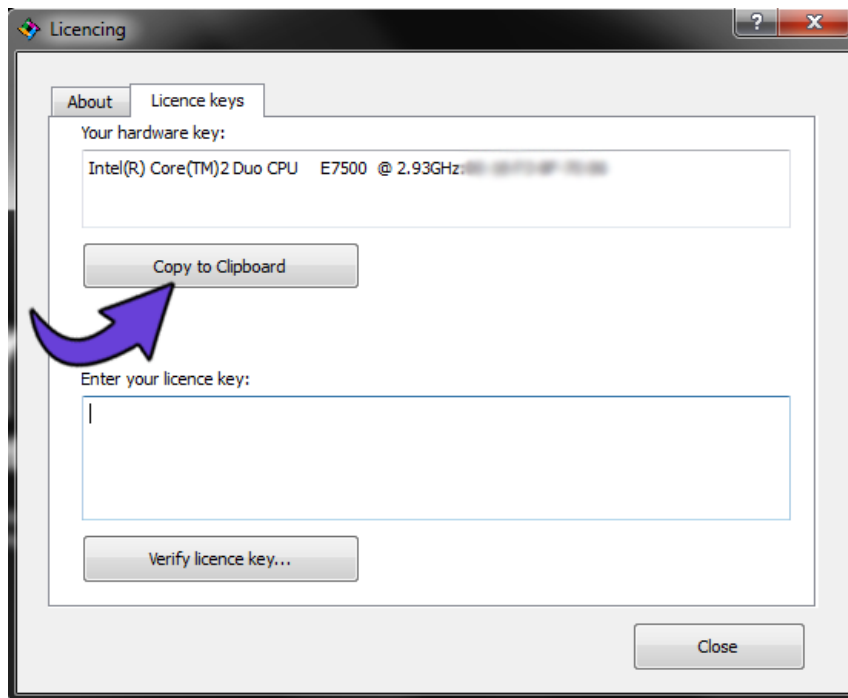 Licencing
About
Licence keys
Your hardware key:
Intel(R) Core(TM)2 Duo CPU     E7500  @ 2.93GHz:
Copy to Clipboard
Enter your licence key:
Verify licence key...
Close